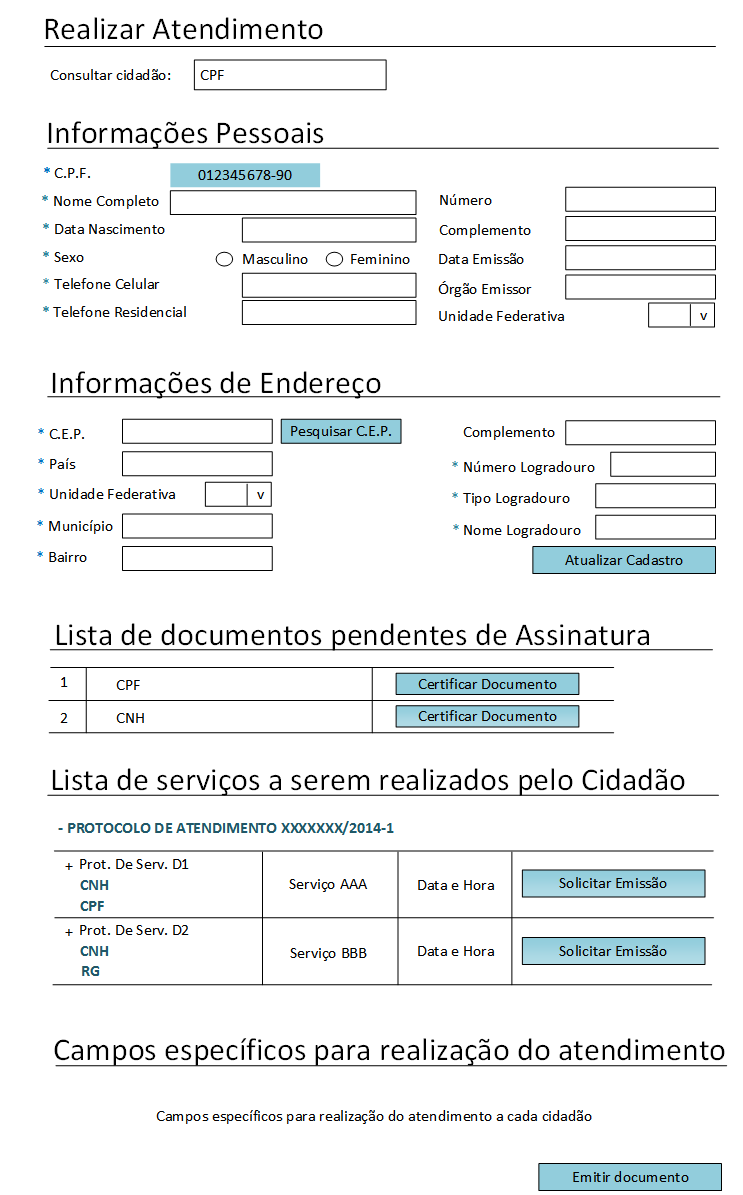 Realizar Atendimento
Consultar cidadão: CPF
Informações Pessoais
* C.P.F. 012345678-90
* Nome Completo
* Data Nascimento
* Sexo Masculino Feminino
* Telefone Celular
* Telefone Residencial
Número
Complemento
Data Emissão
Órgão Emissor
Unidade Federativa v
Informações de Endereço
* C.E.P. Pesquisar C.E.P.
* País
* Unidade Federativa v
* Município
* Bairro
Complemento
* Número Logradouro
* Tipo Logradouro
* Nome Logradouro
Atualizar Cadastro
Lista de documentos pendentes de Assinatura
1 CPF Certificar Documento
2 CNH Certificar Documento
Lista de serviços a serem realizados pelo Cidadão
- PROTOCOLO DE ATENDIMENTO XXXXXXX/2014-1
+ Prot. De Serv. D1
CNH
CPF
Serviço AAA
Data e Hora
Solicitar Emissão
+ Prot. De Serv. D2
CNH
RG
Serviço BBB
Data e Hora
Solicitar Emissão
Campos específicos para realização do atendimento
Campos específicos para realização do atendimento a cada cidadão
Emitir documento